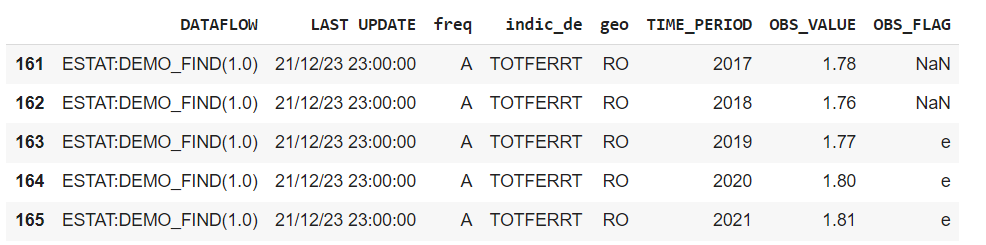 DATAFLOW LAST UPDATE freq indic_de geo TIME_PERIOD OBS_VALUE OBS_FLAG
161 ESTAT:DEMO_FIND(1.0) 21/12/23 23:00:00 A TOTFERRT RO 2017 1.78 NaN
162 ESTAT:DEMO_FIND(1.0) 21/12/23 23:00:00 A TOTFERRT RO 2018 1.76 NaN
163 ESTAT:DEMO_FIND(1.0) 21/12/23 23:00:00 A TOTFERRT RO 2019 1.77 e
164 ESTAT:DEMO_FIND(1.0) 21/12/23 23:00:00 A TOTFERRT RO 2020 1.80 e
165 ESTAT:DEMO_FIND(1.0) 21/12/23 23:00:00 A TOTFERRT RO 2021 1.81 e